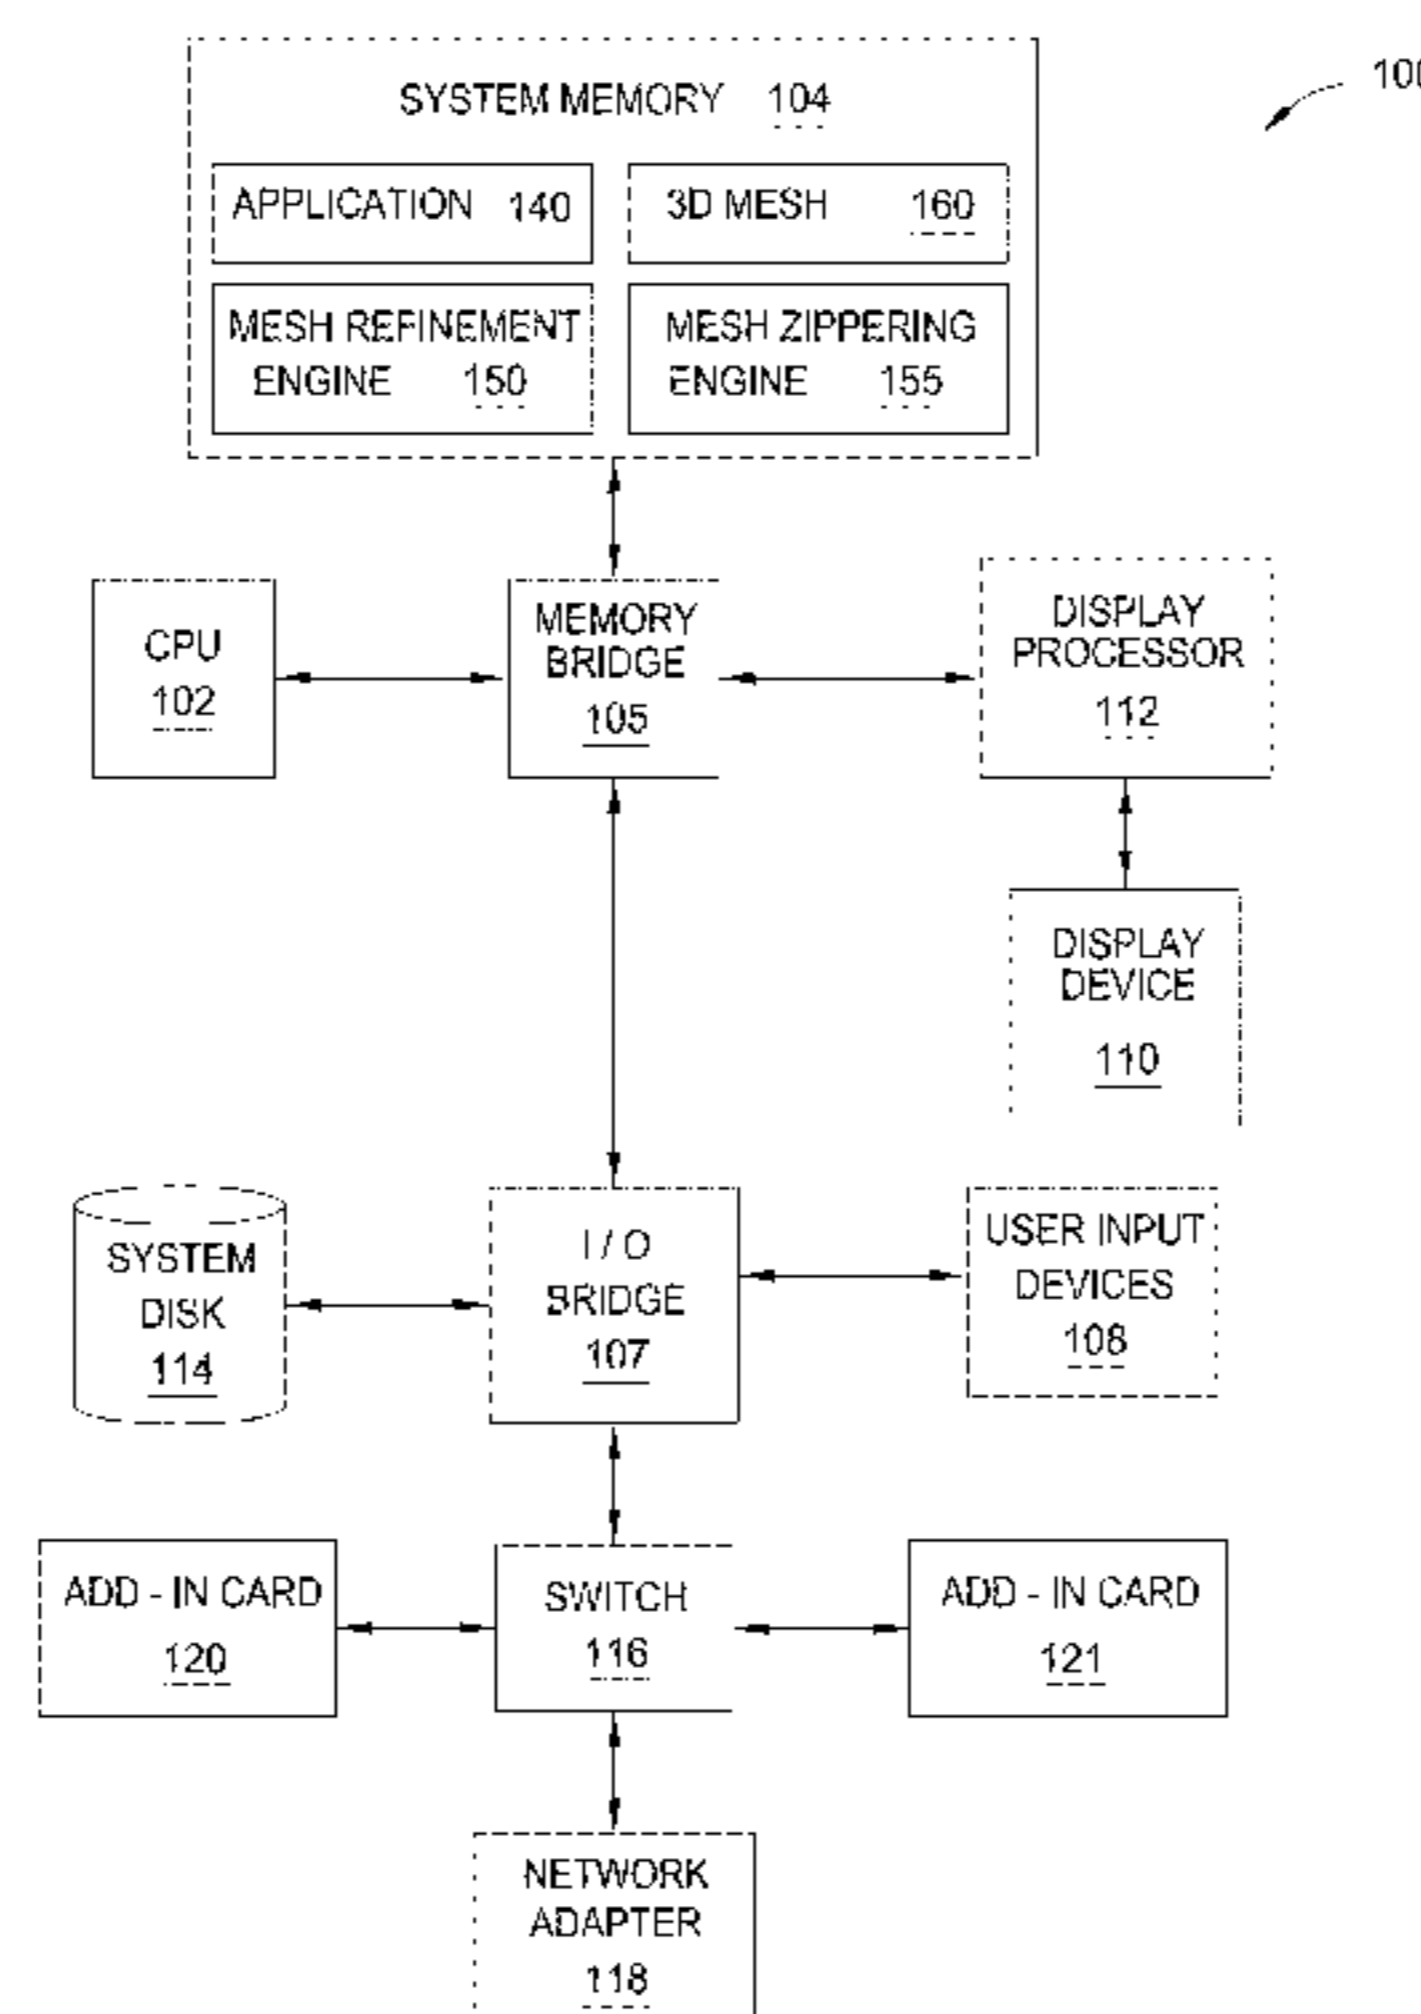 100
SYSTEM MEMORY 104
APPLICATION 140
3D MESH 160
MESH REFINEMENT
ENGINE 150
MESH ZIPPERING
ENGINE 155
CPU
102
MEMORY
BRIDGE
105
DISPLAY
PROCESSOR
112
DISPLAY
DEVICE
110
SYSTEM
DISK
114
I / O
BRIDGE
107
USER INPUT
DEVICES
108
ADD - IN CARD
120
SWITCH
116
ADD - IN CARD
121
NETWORK
ADAPTER
118